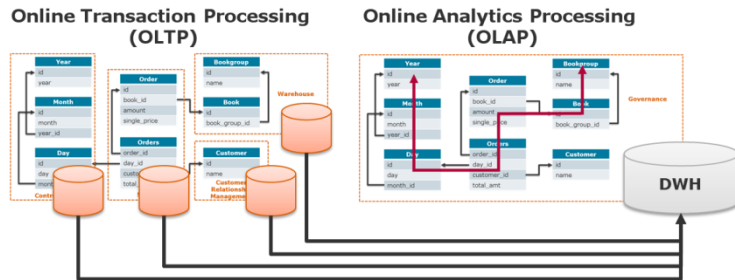 Online Transaction Processing
(OLTP)
Year
id
year
Month
id
month
year_id
Day
id
day
Order
id
book_id
amount
single_price
Orders
order_id
day_id
Bookgroup
id
name
Book
id
book_group_id
Warehouse
Customer
id
name
Customer
Online Analytics Processing
(OLAP)
Year
id
year
Month
id
month
year_id
Day
id
day
month_id
Order
id
book_id
amount
single_price
Orders
order_id
day_id
customer_id
total_amt
Bookgroup
id
name
Book
id
book_group_id
Governance
Customer
id
name
DWH